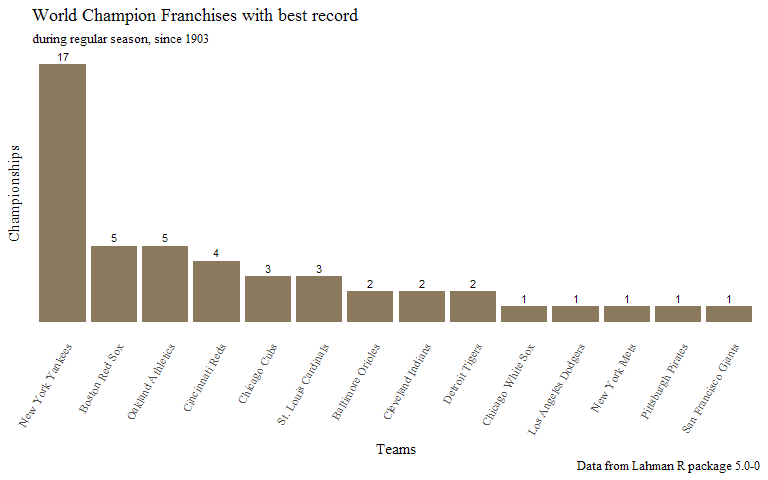 World Champion Franchises with best record
during regular season, since 1903
17
5
5
4
3
3
2
2
2
1
1
1
1
1
Championships
New York Yankees
Boston Red Sox
Oakland Athletics
Cincinnati Reds
Chicago Cubs
St. Louis Cardinals
Baltimore Orioles
Cleveland Indians
Detroit Tigers
Chicago White Sox
Los Angeles Dodgers
New York Mets
Pittsburgh Pirates
San Francisco Giants
Teams
Data from Lahman R package 5.0-0